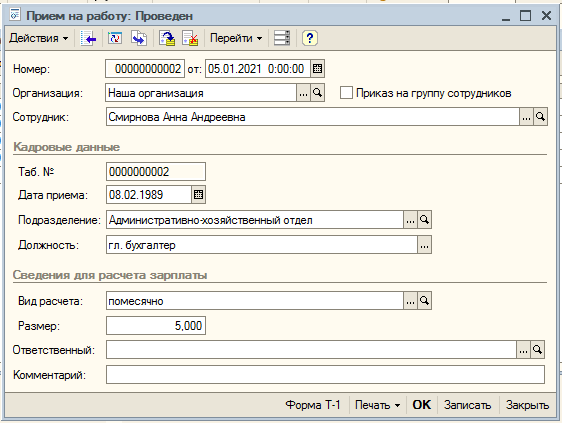 Прием на работу: Проведен
Действия Перейти ?
Номер: 00000000002 от: 05.01.2021 0:00:00
Организация: Наша организация ... Приказ на группу сотрудников
Сотрудник: Смирнова Анна Андреевна ...
Кадровые данные
Таб. № 0000000002
Дата приема: 08.02.1989
Подразделение: Административно-хозяйственный отдел ...
Должность: гл. бухгалтер ...
Сведения для расчета зарплаты
Вид расчета: помесячно ...
Размер: 5,000
Ответственный: ...
Комментарий:
Форма Т-1 Печать OK Записать Закрыть